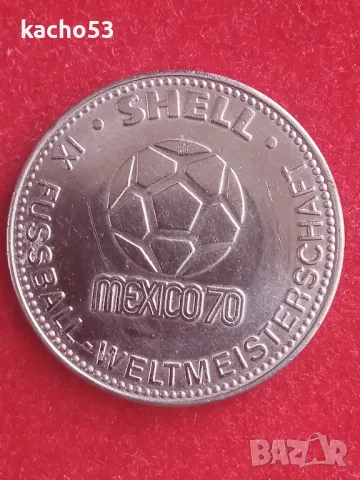 kacho53
· SHELL ·
IX FUSSBALL-WELTMEISTERSCHAFT
MEXICO 70
BAZAR